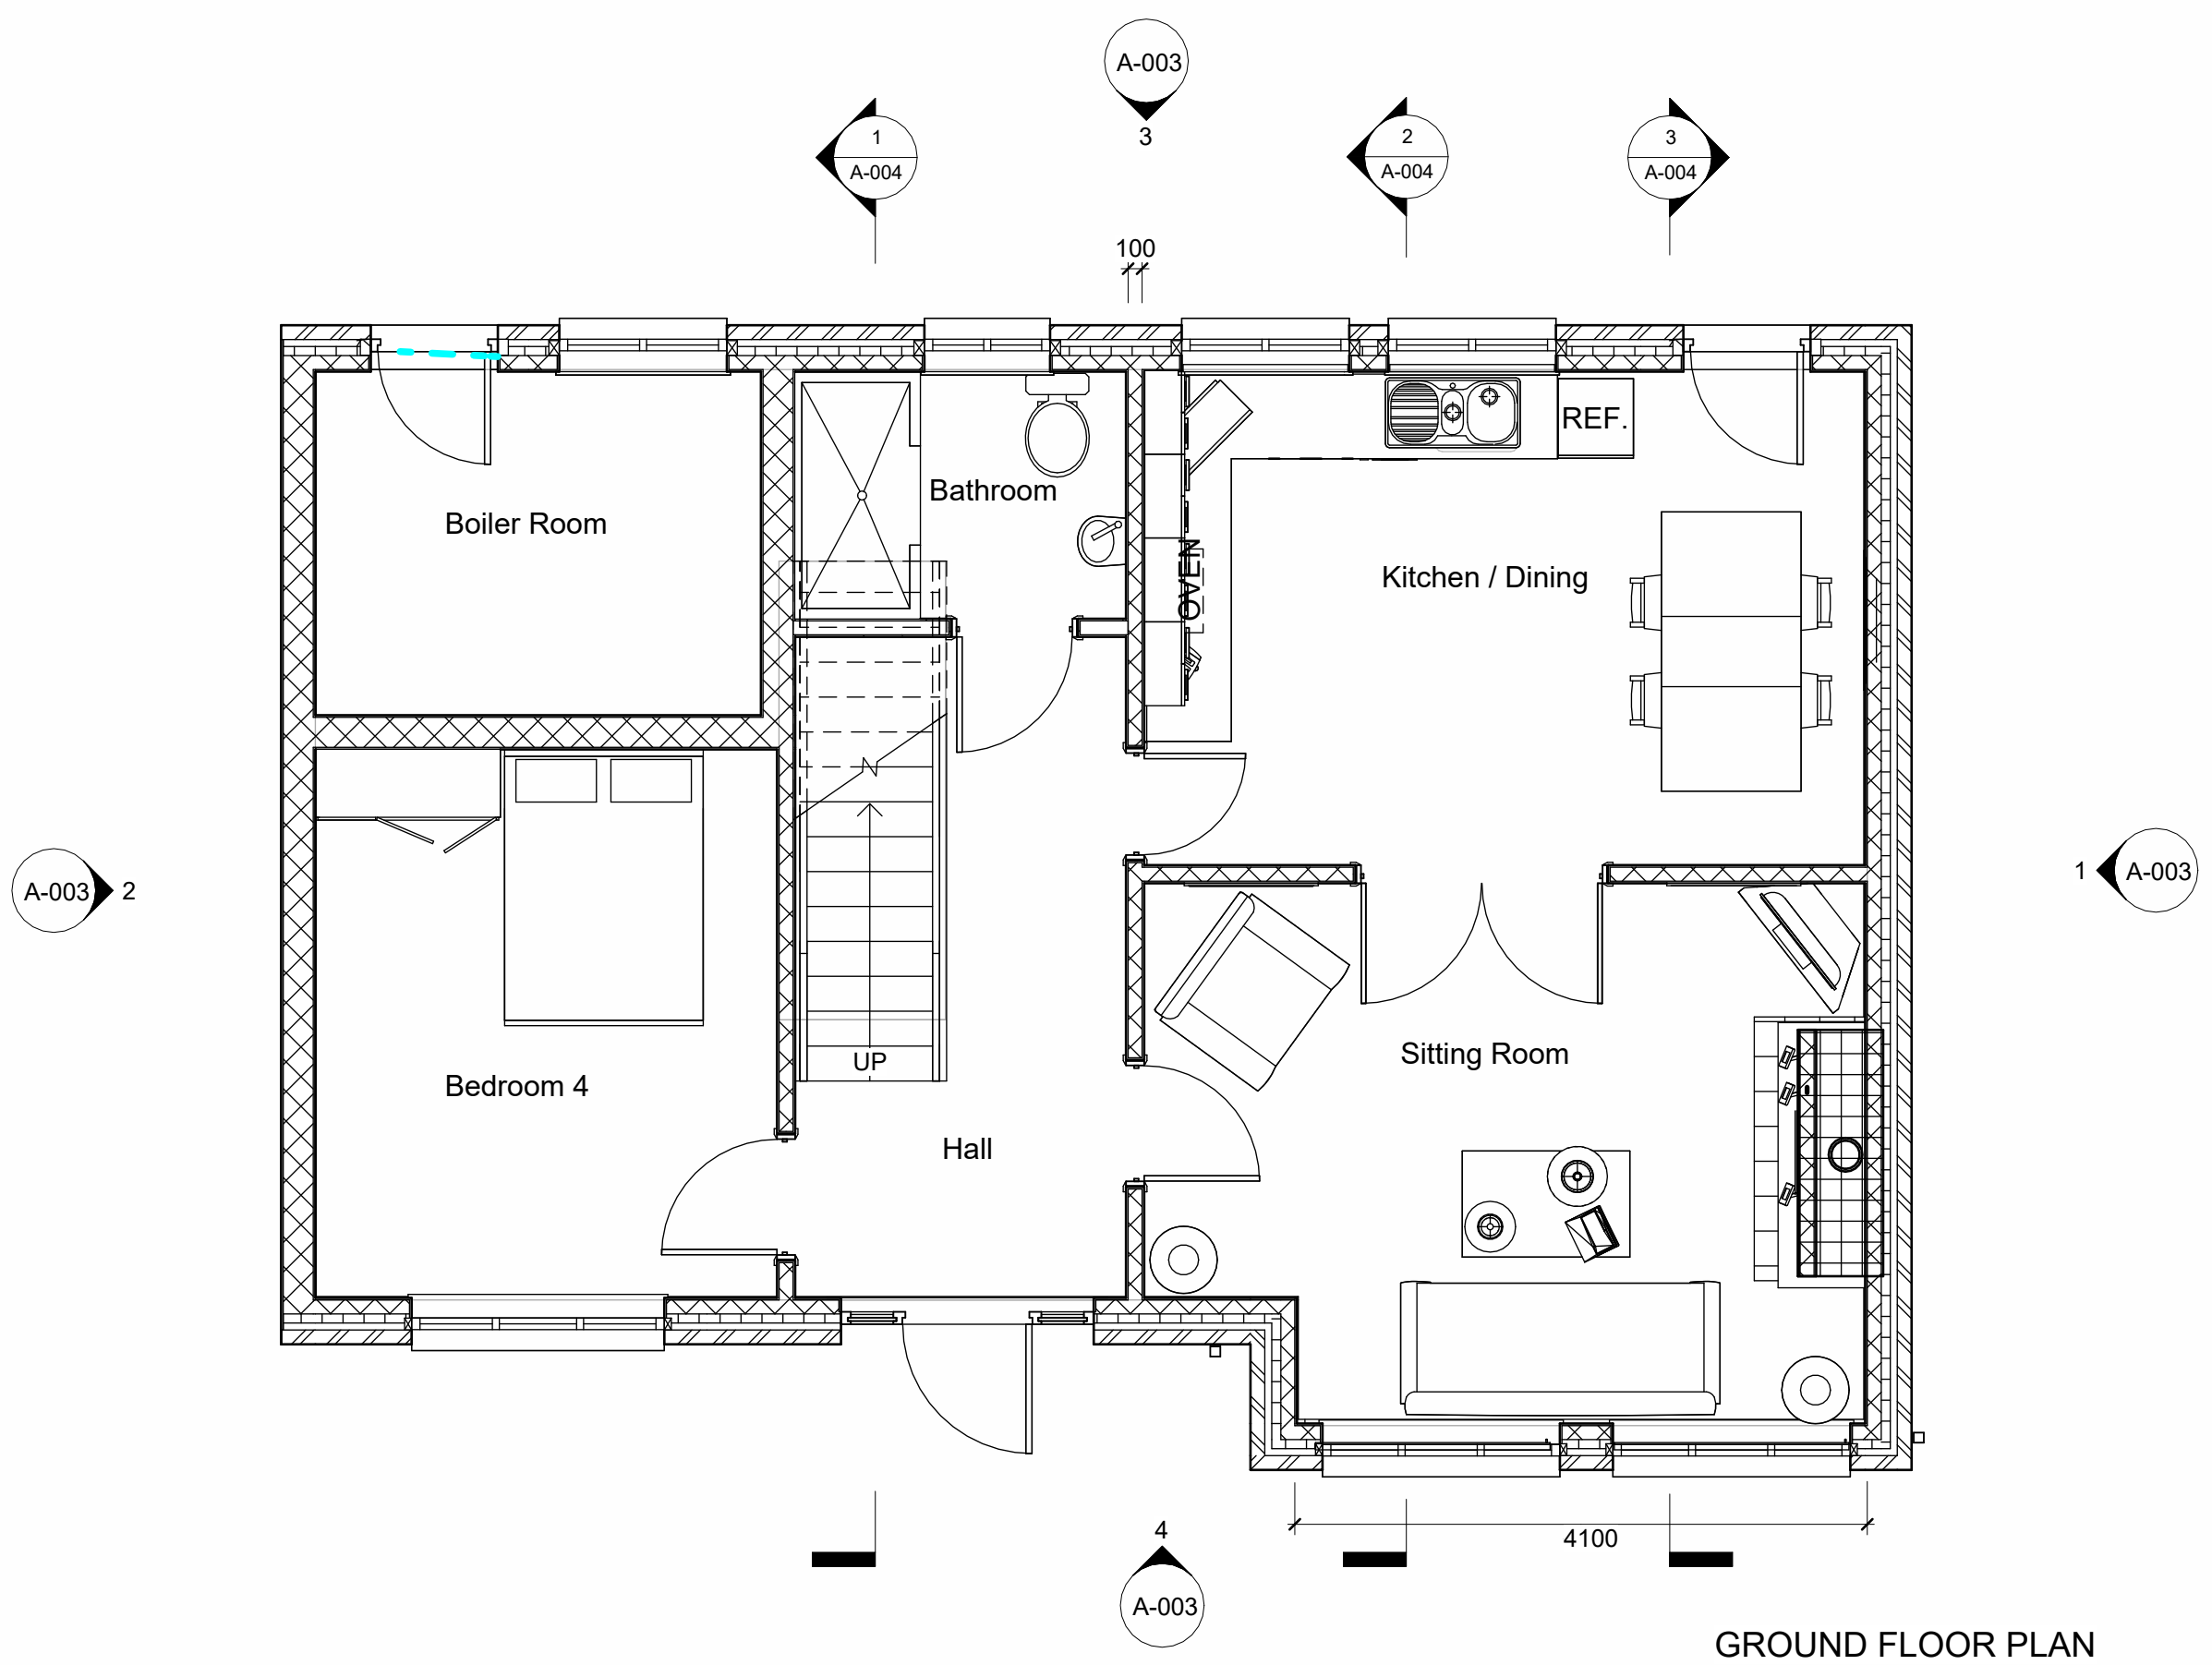 A-003
3
1
A-004
2
A-004
3
A-004
100
REF.
Bathroom
Boiler Room
OVEN
Kitchen / Dining
A-003
2
1
A-003
UP
Sitting Room
Bedroom 4
Hall
4100
4
A-003
GROUND FLOOR PLAN